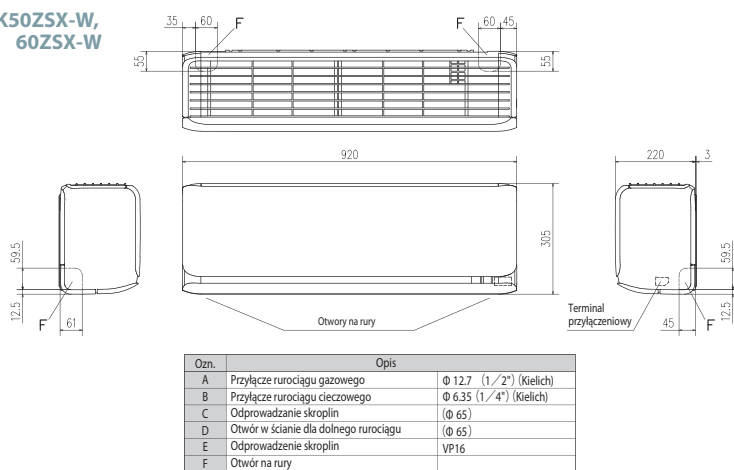 K50ZSX-W,
60ZSX-W
35 60 F F 60 45
55 55
920
220 3
305
59.5
12.5
F 61
Otwory na rury
Terminal
przyłączeniowy
45 F
59.5
12.5
Ozn. Opis
A Przyłącze rurociągu gazowego Φ 12.7 (1/2") (Kielich)
B Przyłącze rurociągu cieczowego Φ 6.35 (1/4") (Kielich)
C Odprowadzanie skroplin (Φ 65)
D Otwór w ścianie dla dolnego rurociągu (Φ 65)
E Odprowadzenie skroplin VP16
F Otwór na rury